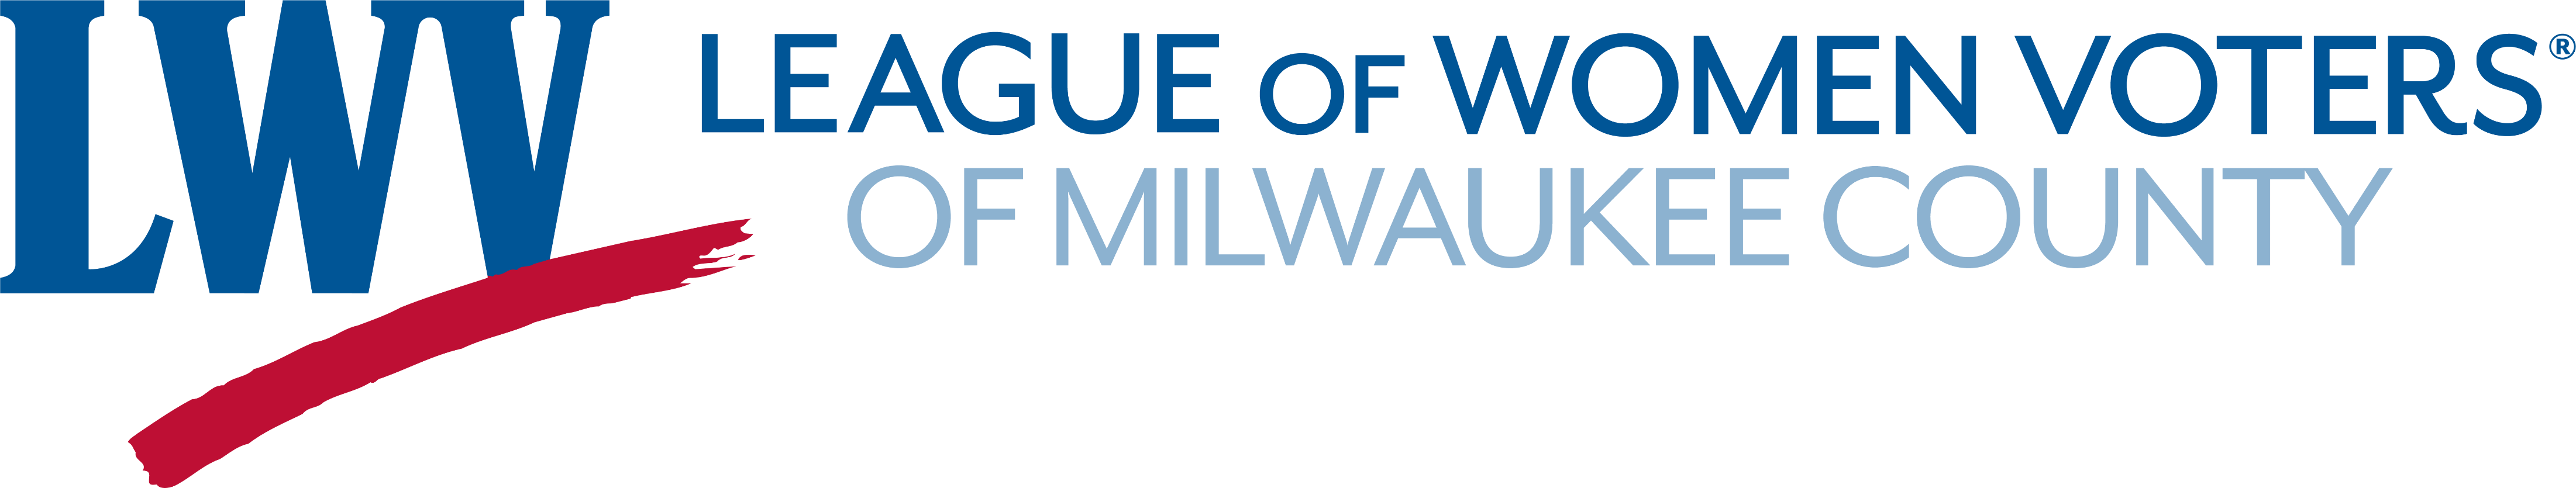 LWV
LEAGUE OF WOMEN VOTERS®
OF MILWAUKEE COUNTY